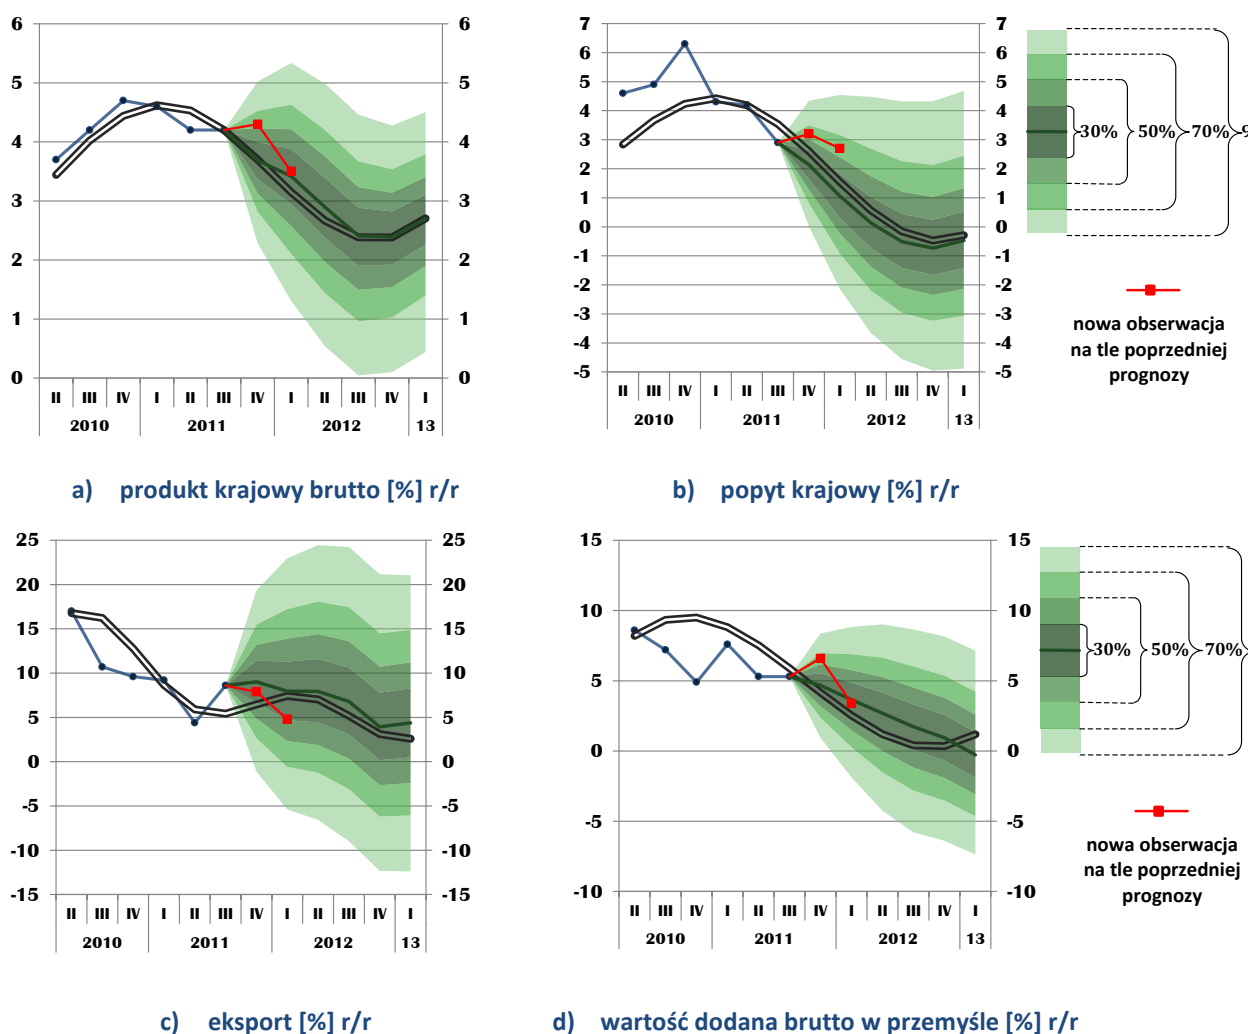 6 6 7 7
5 5 6 6
4 4 5 5
3 3 4 4
2 2 3 3
1 1 2 2
0 0 1 1
0 0
-1 -1
-2 -2
-3 -3
-4 -4
-5 -5
II III IV I II III IV I II III IV I
2010 2011 2012 13
II III IV I II III IV I II III IV I
2010 2011 2012 13
30% 50% 70% 9
nowa obserwacja
na tle poprzedniej
prognozy
a) produkt krajowy brutto [%] r/r
b) popyt krajowy [%] r/r
25 25
20 20
15 15
10 10
5 5
0 0
-5 -5
-10 -10
-15 -15
II III IV I II III IV I II III IV I
2010 2011 2012 13
15 15
10 10
5 5
0 0
-5 -5
-10 -10
II III IV I II III IV I II III IV I
2010 2011 2012 13
30% 50% 70%
nowa obserwacja
na tle poprzedniej
prognozy
c) eksport [%] r/r
d) wartość dodana brutto w przemyśle [%] r/r